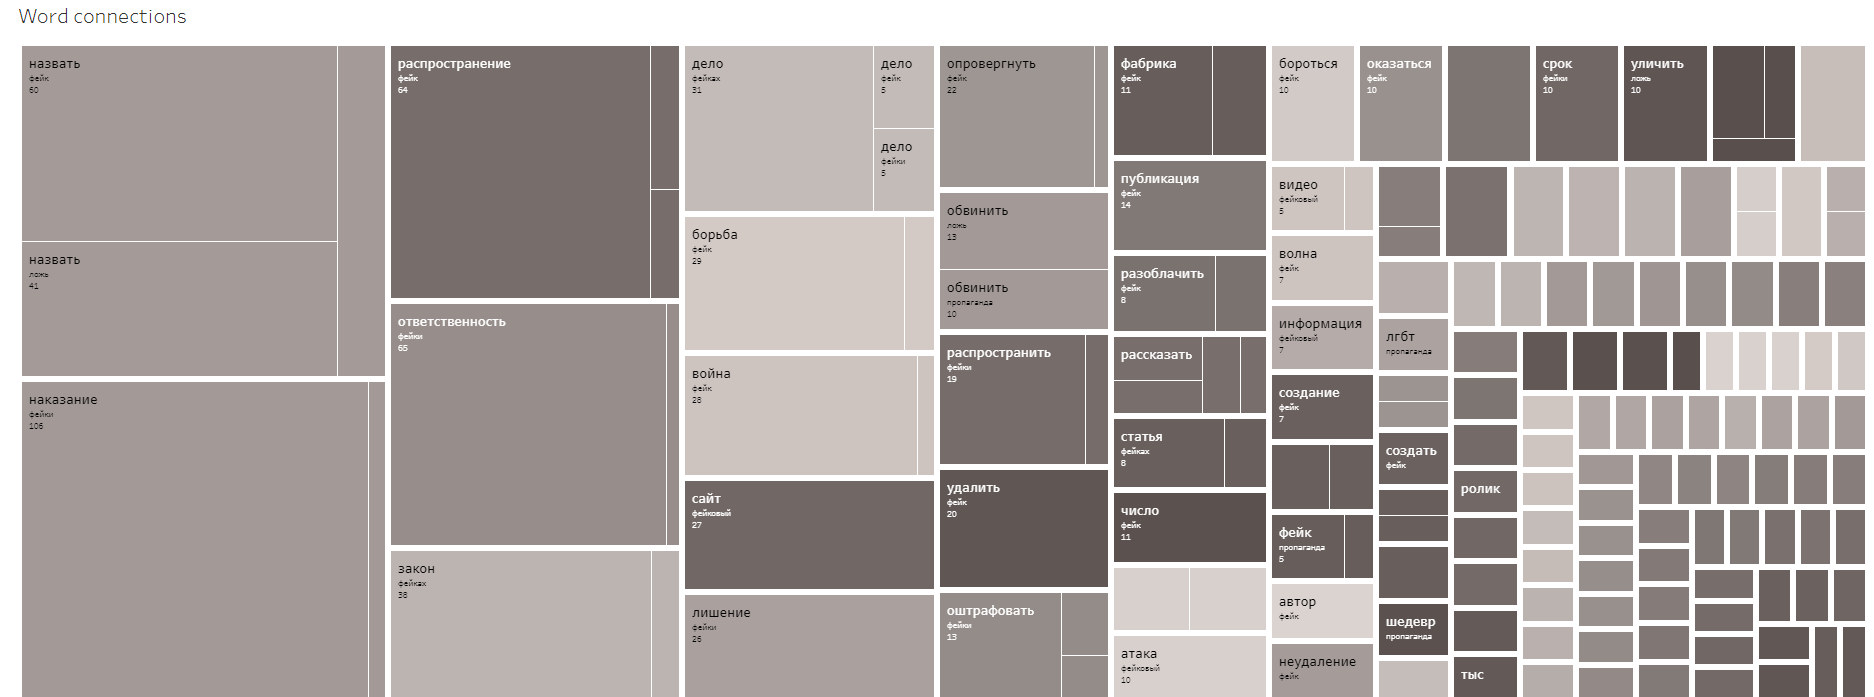 Word connections
назвать
фейк
60
назвать
ложь
41
наказание
фейки
106
распространение
фейк
64
ответственность
фейки
65
закон
фейках
38
дело
фейках
31
дело
фейк
5
дело
фейки
5
борьба
фейк
29
война
фейк
28
сайт
фейковый
27
лишение
фейки
26
опровергнуть
фейк
22
обвинить
ложь
13
обвинить
пропаганда
10
распространить
фейки
19
удалить
фейк
20
оштрафовать
фейки
13
фабрика
фейк
11
публикация
фейк
14
разоблачить
фейк
8
рассказать
статья
фейках
8
число
фейк
11
атака
фейковый
10
бороться
фейк
10
оказаться
фейк
10
срок
фейки
10
уличить
ложь
10
видео
фейковый
5
волна
фейк
7
информация
фейковый
7
создание
фейк
7
фейк
пропаганда
5
автор
фейк
неудаление
фейк
лгбт
пропаганда
создать
фейк
шедевр
пропаганда
ролик
тыс